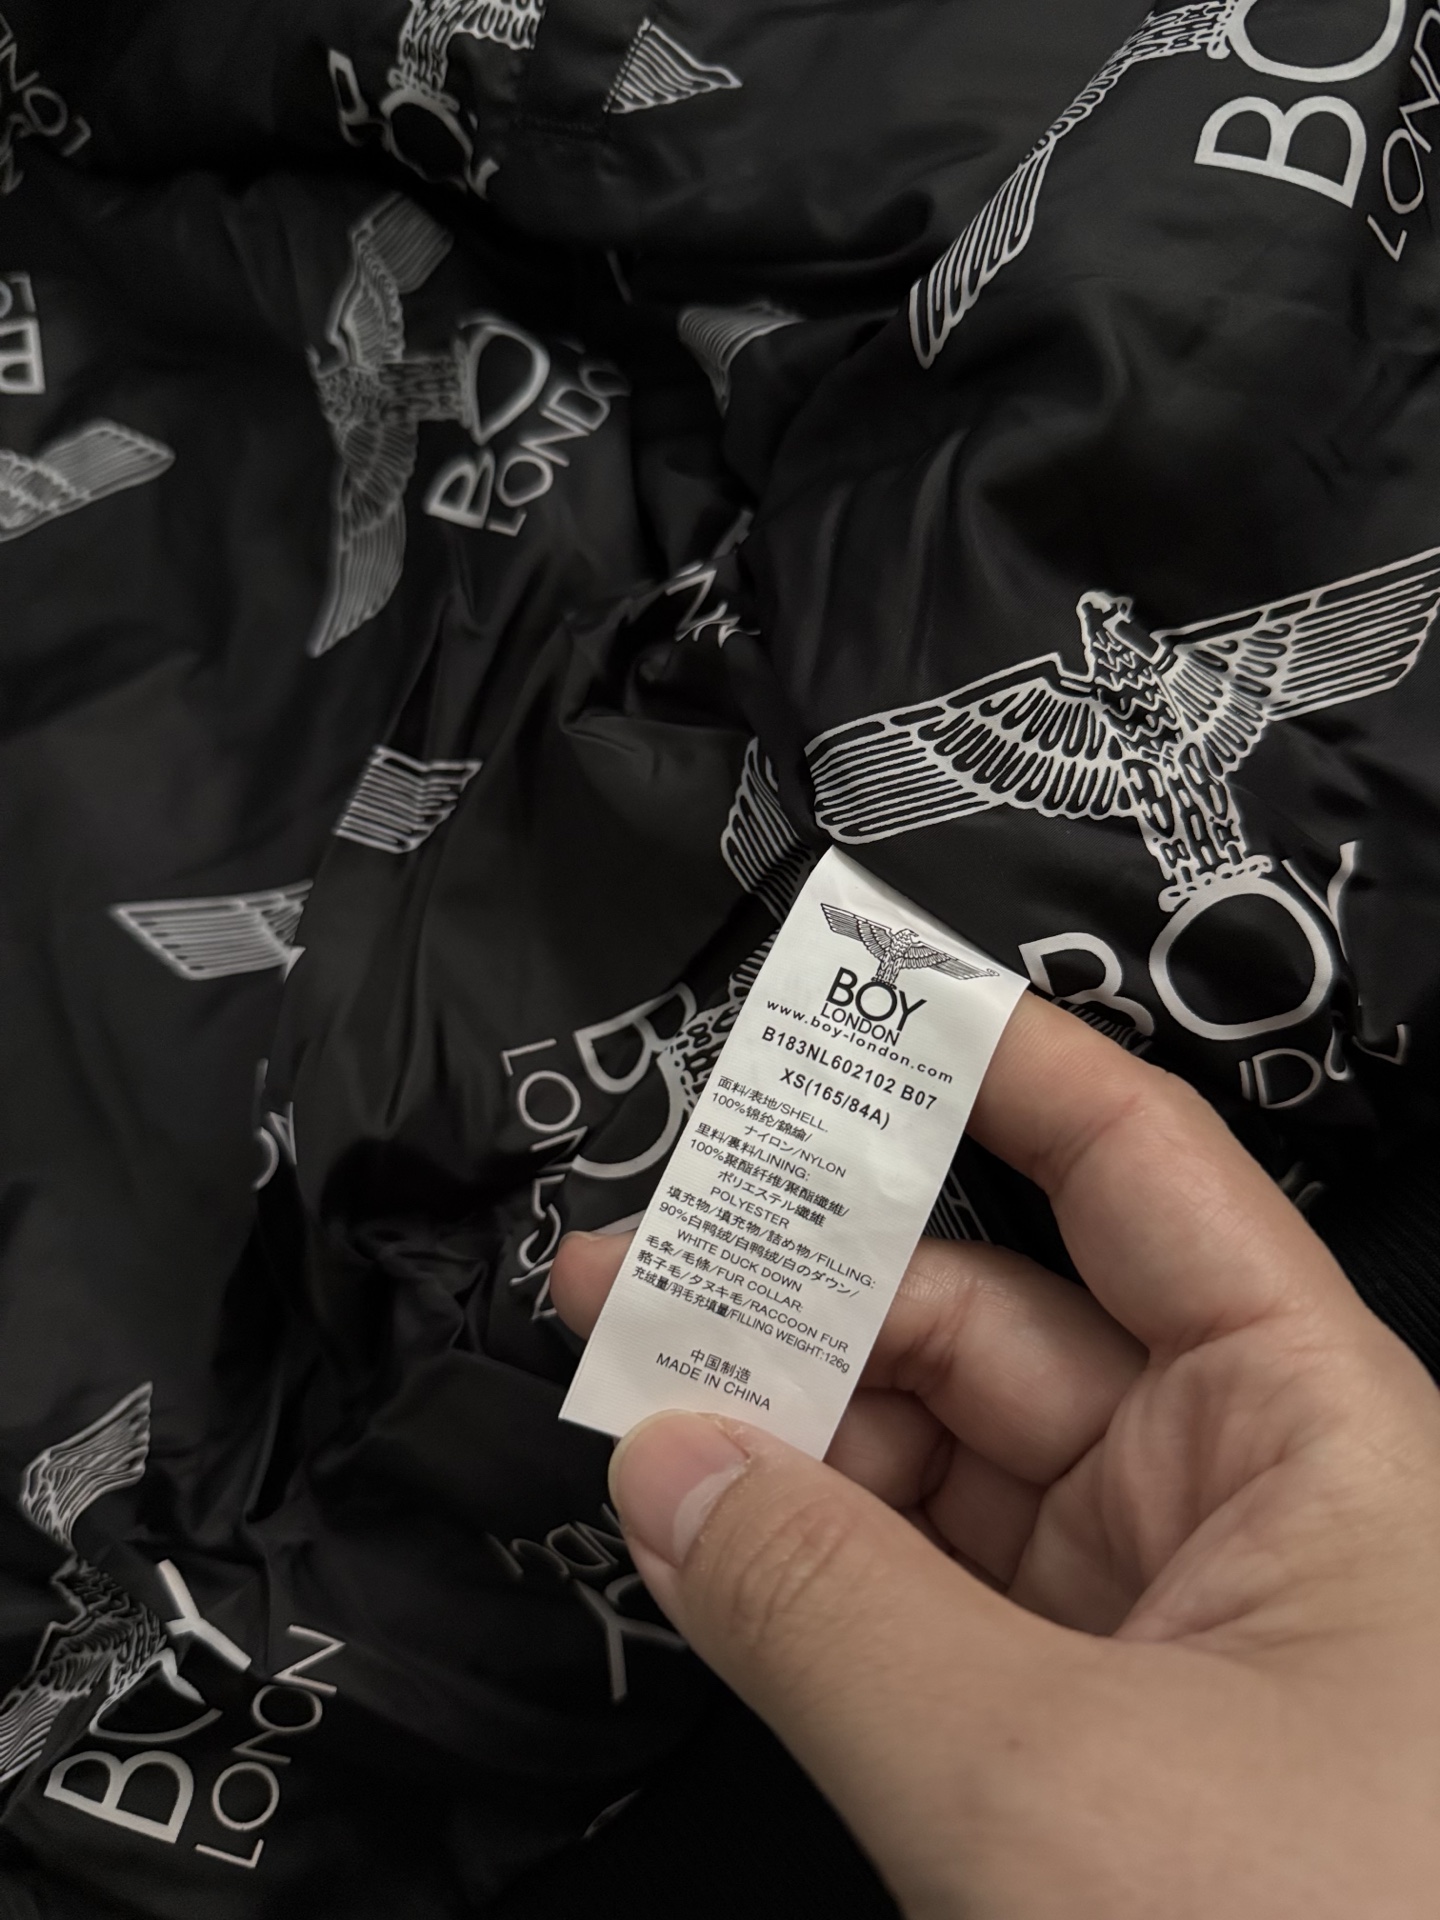 BOY
LONDON
BOY
LONDON
BOY
BOY
LONDON
BOY
LONDON
www.boy-london.com
B183NL602102 B07
XS(165/84A)
面料/表地/SHELL.
100%锦纶/錦綸/
ナイロン/NYLON
里料/裏料/LINING:
100%聚酯纤维/聚酯纖維/
ポリエステル纖維
POLYESTER
填充物/填充物/詰め物/FILLING:
90%白鸭绒/白鸭绒/白のダウン/
WHITE DUCK DOWN
毛条/毛條/FUR COLLAR:
貉子毛/タヌキ毛/RACCOON FUR
充绒量/羽毛充填量/FILLING WEIGHT:126g
中国制造
MADE IN CHINA